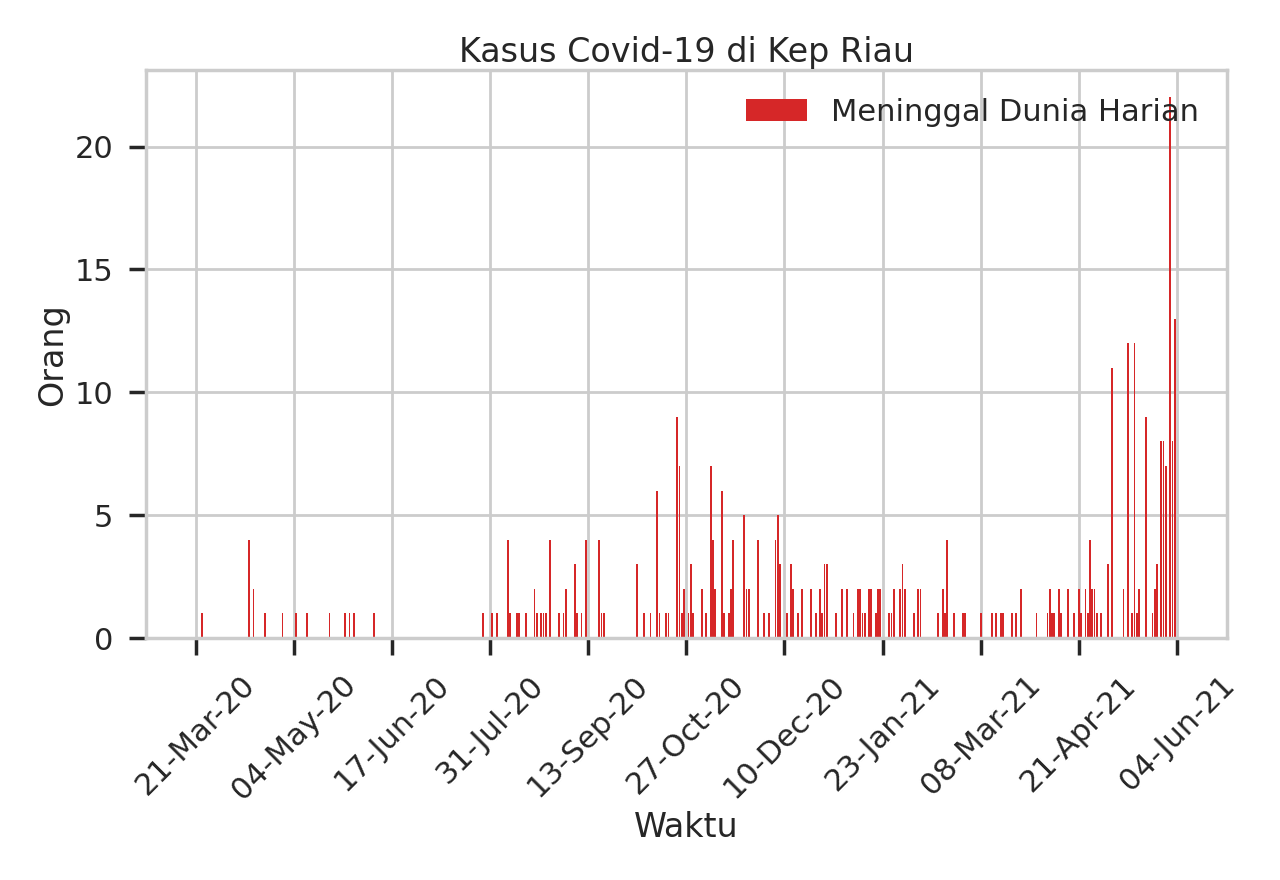 Kasus Covid-19 di Kep Riau
Meninggal Dunia Harian
Orang
20
15
10
5
0
21-Mar-20
04-May-20
17-Jun-20
31-Jul-20
13-Sep-20
27-Oct-20
10-Dec-20
23-Jan-21
08-Mar-21
21-Apr-21
04-Jun-21
Waktu